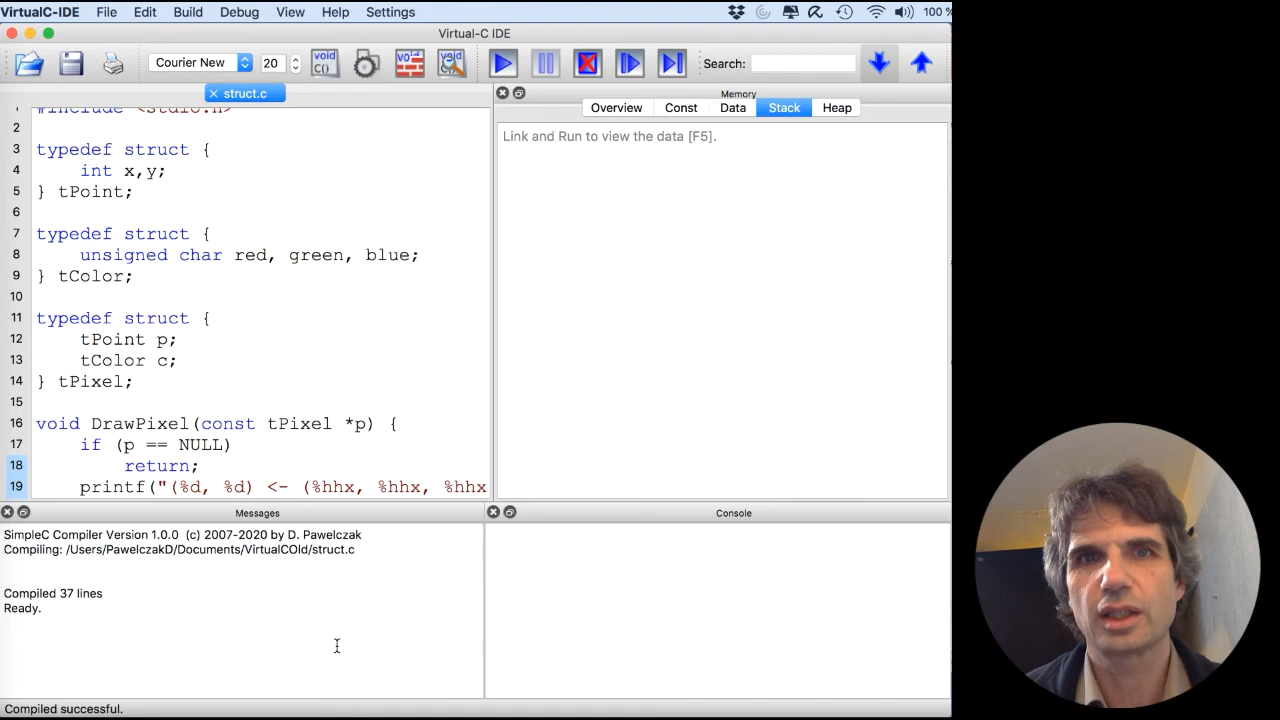 VirtualC-IDE File Edit Build Debug View Help Settings 100 %
Virtual-C IDE
Courier New 20 void C() void Search:
struct.c
Memory
Overview Const Data Stack Heap
Link and Run to view the data [F5].
1 #include <stdio.h>
2
3 typedef struct {
4 int x,y;
5 } tPoint;
6
7 typedef struct {
8 unsigned char red, green, blue;
9 } tColor;
10
11 typedef struct {
12 tPoint p;
13 tColor c;
14 } tPixel;
15
16 void DrawPixel(const tPixel *p) {
17 if (p == NULL)
18 return;
19 printf("(%d, %d) <- (%hhx, %hhx, %hhx
Messages
Console
SimpleC Compiler Version 1.0.0 (c) 2007-2020 by D. Pawelczak
Compiling: /Users/PawelczakD/Documents/VirtualCOld/struct.c
Compiled 37 lines
Ready.
Compiled successful.